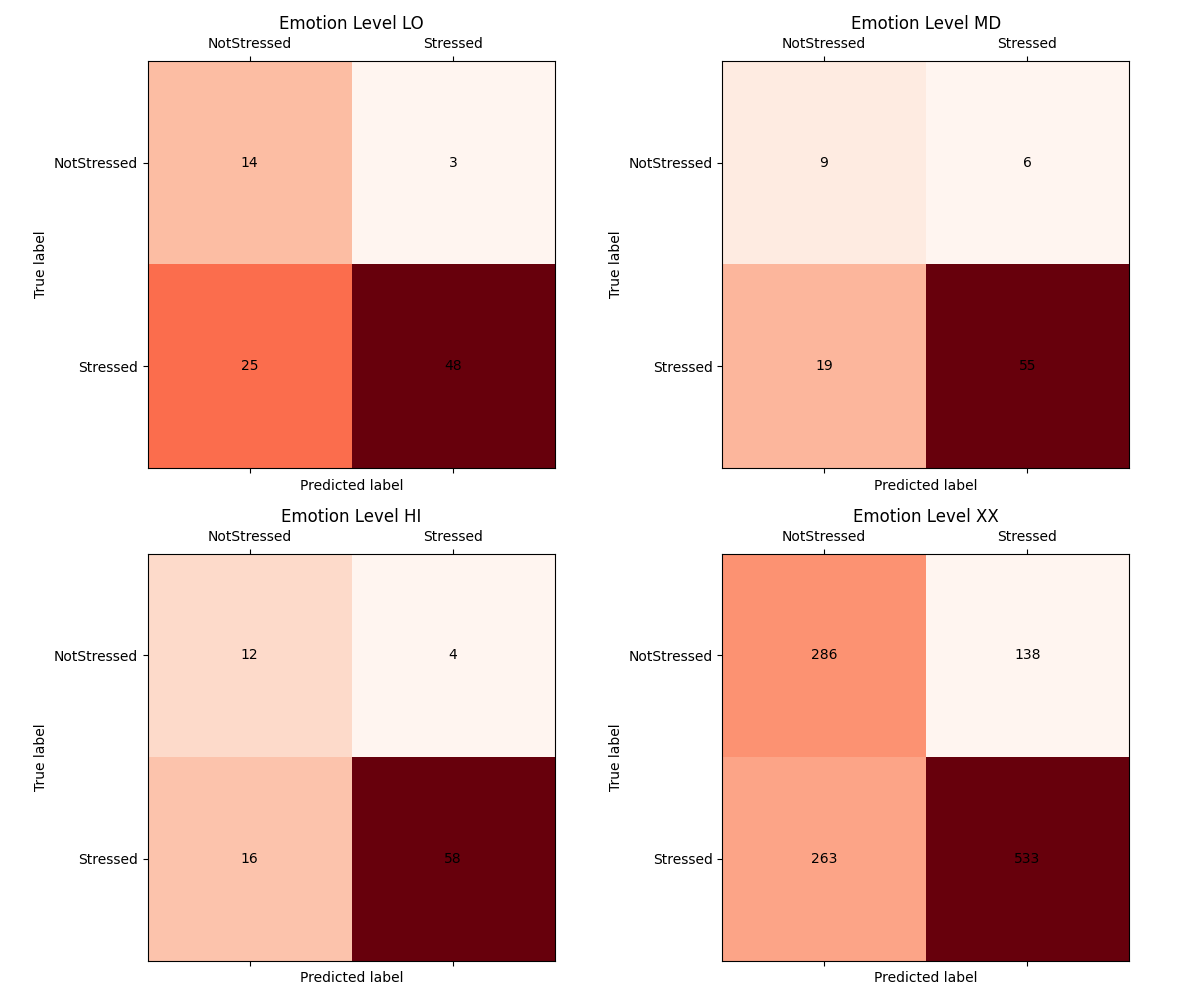 Emotion Level LO
NotStressed Stressed
NotStressed 14 3
True label
Stressed 25 48
Predicted label
Emotion Level MD
NotStressed Stressed
NotStressed 9 6
True label
Stressed 19 55
Predicted label
Emotion Level HI
NotStressed Stressed
NotStressed 12 4
True label
Stressed 16 58
Predicted label
Emotion Level XX
NotStressed Stressed
NotStressed 286 138
True label
Stressed 263 533
Predicted label